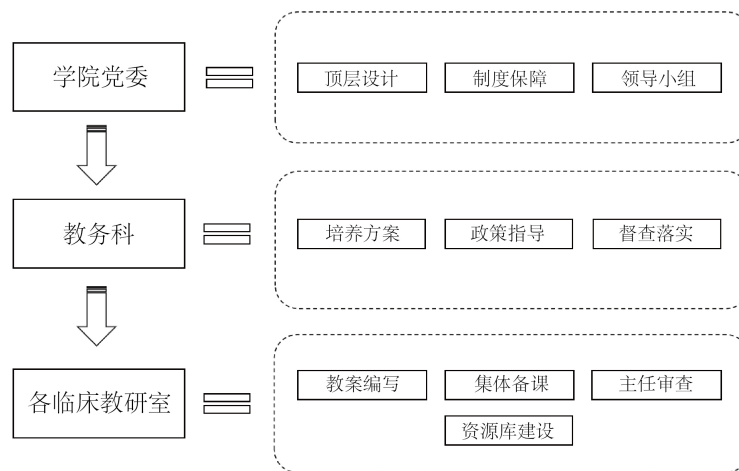 学院党委
顶层设计
制度保障
领导小组
教务科
培养方案
政策指导
督查落实
各临床教研室
教案编写
集体备课
主任审查
资源库建设